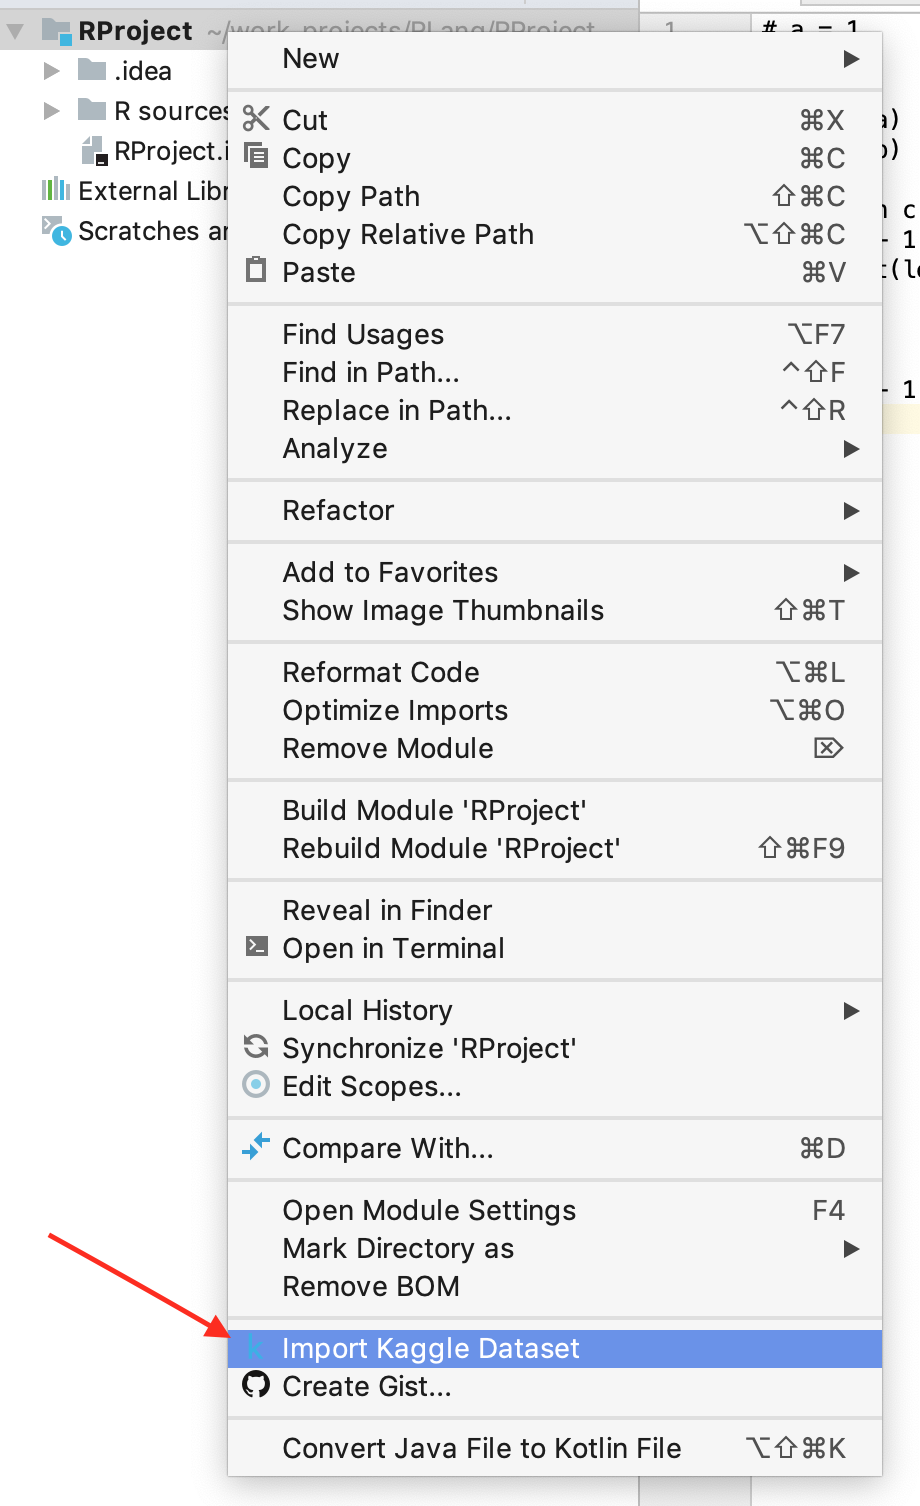 RProject ~/work_projects/RLang/RProject
.idea
R sources
RProject.i
External Libr
Scratches ar
1
# a = 1
a)
b)
n c
- 1
t(le
- 1
New
Cut ⌘X
Copy ⌘C
Copy Path ⇧⌘C
Copy Relative Path ⌥⇧⌘C
Paste ⌘V
Find Usages ⌥F7
Find in Path... ^⇧F
Replace in Path... ^⇧R
Analyze
Refactor
Add to Favorites
Show Image Thumbnails ⇧⌘T
Reformat Code ⌥⌘L
Optimize Imports ⌥⌘O
Remove Module ⌦
Build Module 'RProject'
Rebuild Module 'RProject' ⇧⌘F9
Reveal in Finder
Open in Terminal
Local History
Synchronize 'RProject'
Edit Scopes...
Compare With... ⌘D
Open Module Settings F4
Mark Directory as
Remove BOM
k Import Kaggle Dataset
Create Gist...
Convert Java File to Kotlin File ⌥⇧⌘K